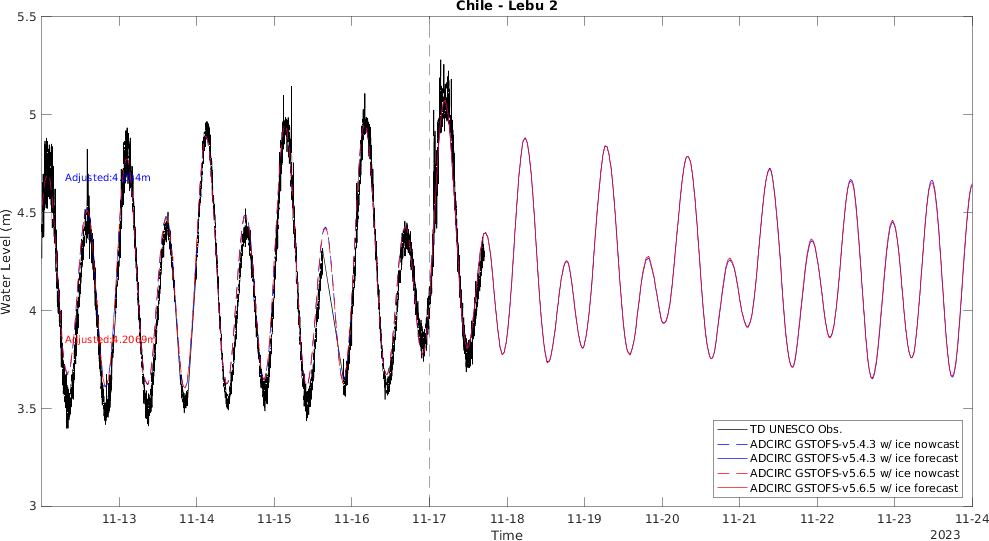 Chile - Lebu 2
5.5
5
4.5
4
3.5
3
Water Level (m)
Adjusted:4.2069m
11-13
11-14
11-15
11-16
11-17
11-18
11-19
11-20
11-21
11-22
11-23
11-24
Time
2023
TD UNESCO Obs.
ADCIRC GSTOFS-v5.4.3 w/ ice nowcast
ADCIRC GSTOFS-v5.4.3 w/ ice forecast
ADCIRC GSTOFS-v5.6.5 w/ ice nowcast
ADCIRC GSTOFS-v5.6.5 w/ ice forecast